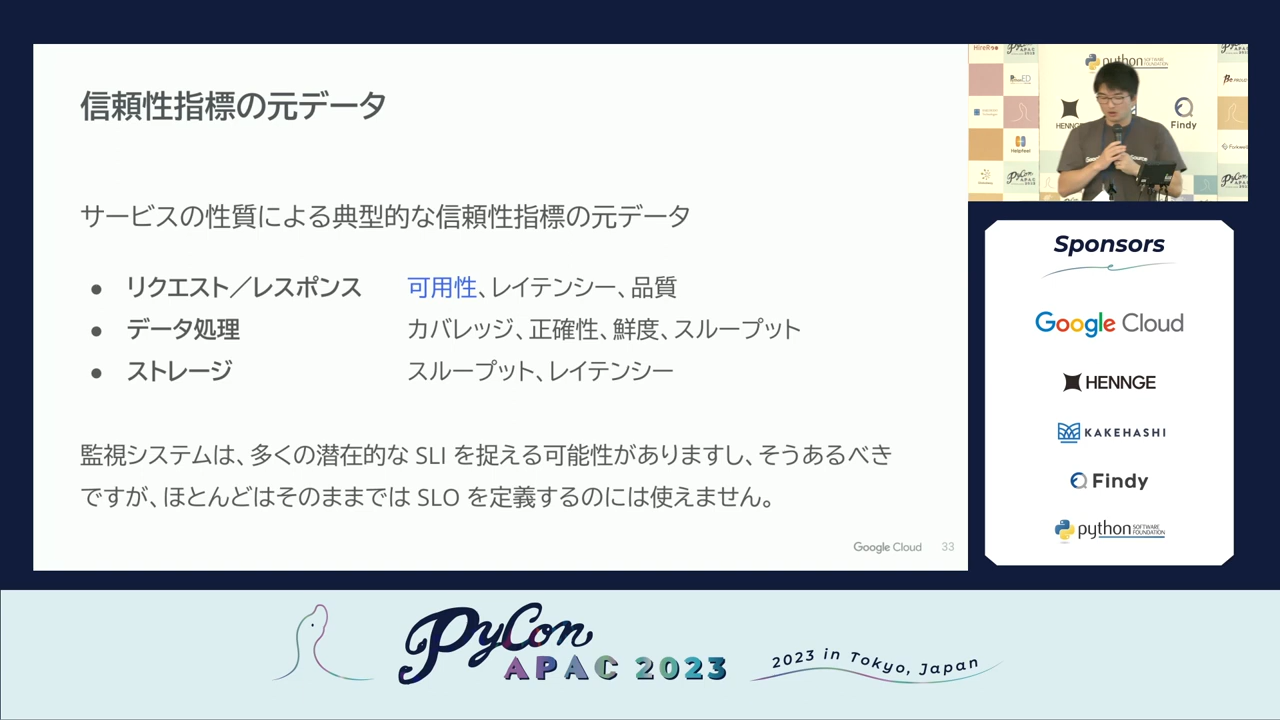 信頼性指標の元データ
サービスの性質による典型的な信頼性指標の元データ
● リクエスト／レスポンス 可用性、レイテンシー、品質
● データ処理 カバレッジ、正確性、鮮度、スループット
● ストレージ スループット、レイテンシー
監視システムは、多くの潜在的な SLI を捉える可能性がありますし、そうあるべき
ですが、ほとんどはそのままでは SLO を定義するのには使えません。
Google Cloud 33
python
HENNGE
Findy
PyCon
Sponsors
Google Cloud
HENNGE
KAKEHASHI
Findy
python SOFTWARE FOUNDATION
PyCon
APAC 2023
2023 in Tokyo, Japan